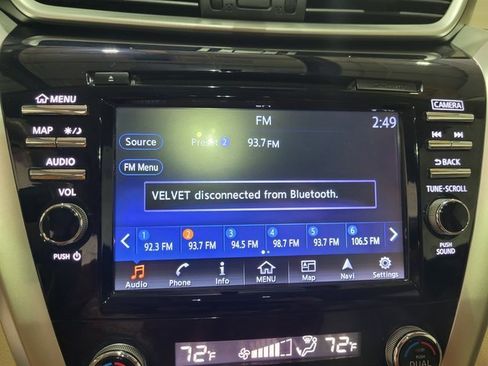 MENU
MAP
AUDIO
VOL
PUSH
FM
2:49
Source
Preset 2 93.7 FM
FM Menu
VELVET disconnected from Bluetooth.
1 2 3 4 5 6
92.3 FM 93.7 FM 94.5 FM 98.7 FM 93.7 FM 106.5 FM
Audio Phone Info MENU Map Navi Settings
CAMERA
BACK
TUNE·SCROLL
PUSH
SOUND
72°F 72°F
PUSH
DUAL